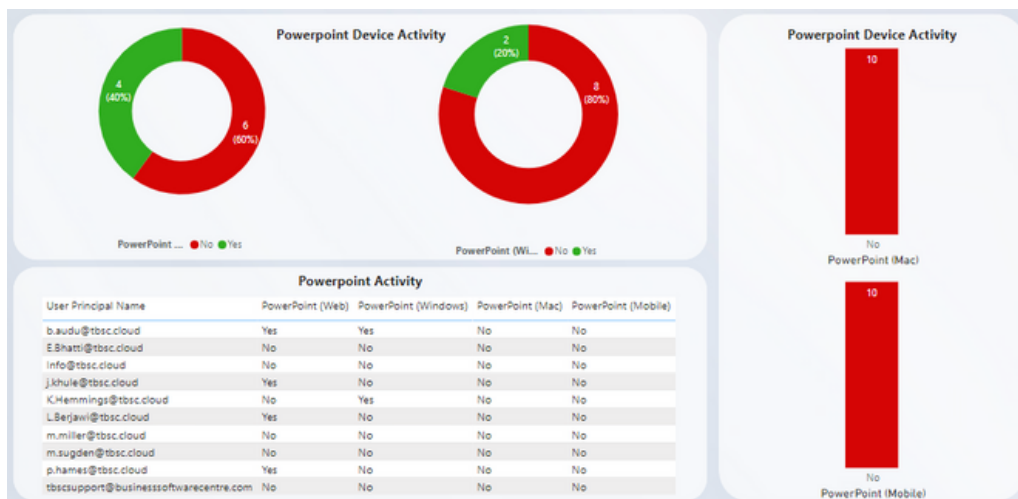 Powerpoint Device Activity
4
(40%)
6
(60%)
2
(20%)
8
(80%)
PowerPoint ... No Yes
PowerPoint (Wi... No Yes
Powerpoint Device Activity
10
No
PowerPoint (Mac)
10
No
PowerPoint (Mobile)
Powerpoint Activity
User Principal Name PowerPoint (Web) PowerPoint (Windows) PowerPoint (Mac) PowerPoint (Mobile)
b.audu@tbsc.cloud Yes Yes No No
E.Bhatti@tbsc.cloud No No No No
Info@tbsc.cloud No No No No
j.khule@tbsc.cloud Yes No No No
K.Hemmings@tbsc.cloud No Yes No No
L.Berjawi@tbsc.cloud Yes No No No
m.miller@tbsc.cloud No No No No
m.sugden@tbsc.cloud No No No No
p.hames@tbsc.cloud Yes No No No
tbscsupport@businesssoftwarecentre.com No No No No